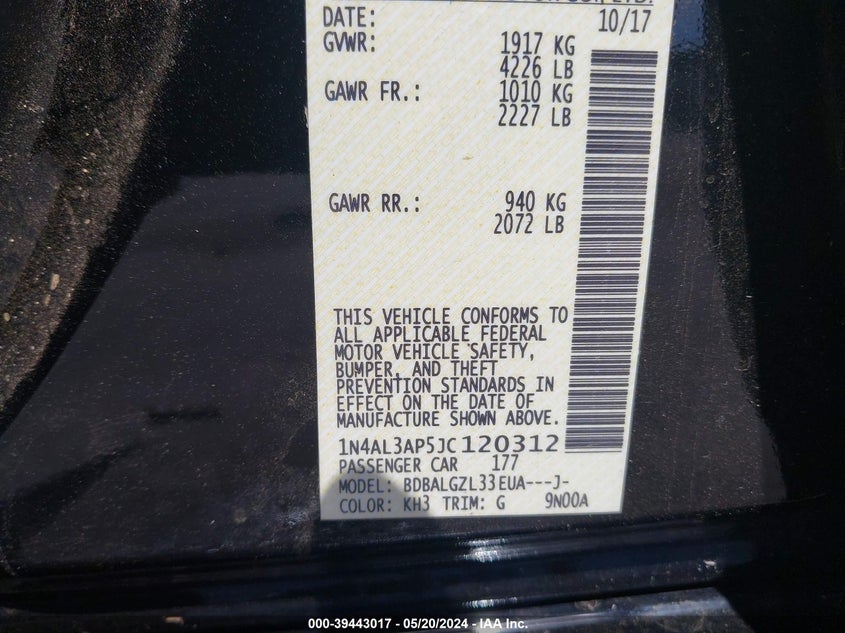 DATE: 10/17
GVWR: 1917 KG
4226 LB
GAWR FR.: 1010 KG
2227 LB
GAWR RR.: 940 KG
2072 LB
THIS VEHICLE CONFORMS TO
ALL APPLICABLE FEDERAL
MOTOR VEHICLE SAFETY,
BUMPER, AND THEFT
PREVENTION STANDARDS IN
EFFECT ON THE DATE OF
MANUFACTURE SHOWN ABOVE.
1N4AL3AP5JC120312
PASSENGER CAR 177
MODEL: BDBALGZL33EUA---J-
COLOR: KH3 TRIM: G 9N00A
000-39443017 — 05/20/2024 — IAA Inc.